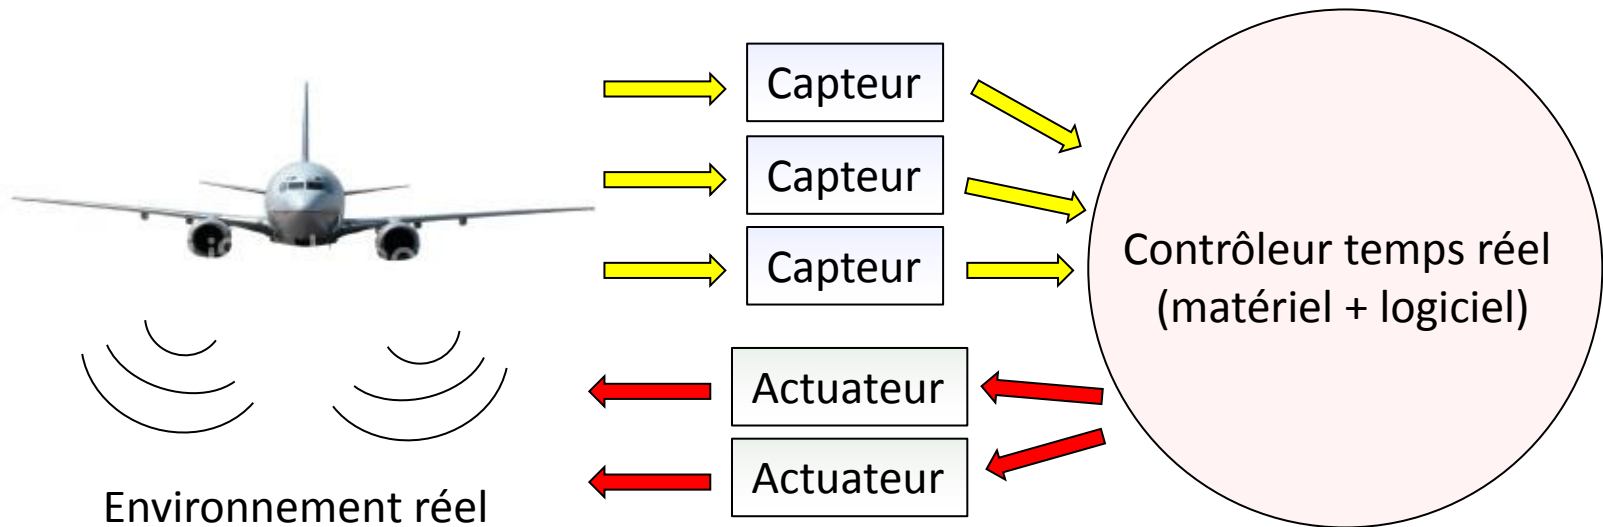 Capteur
Capteur
Capteur
Contrôleur temps réel
(matériel + logiciel)
Actuateur
Actuateur
Environnement réel